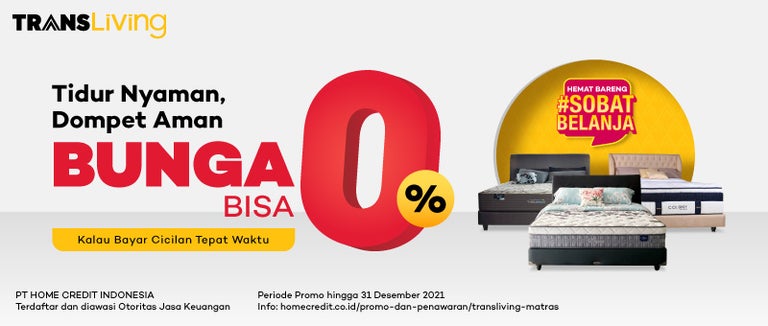 TRANSLiving
Tidur Nyaman,
Dompet Aman
BUNGA
BISA
0%
Kalau Bayar Cicilan Tepat Waktu
HEMAT BARENG
#SOBAT
BELANJA
PT HOME CREDIT INDONESIA
Terdaftar dan diawasi Otoritas Jasa Keuangan
Periode Promo hingga 31 Desember 2021
Info: homecredit.co.id/promo-dan-penawaran/transliving-matras